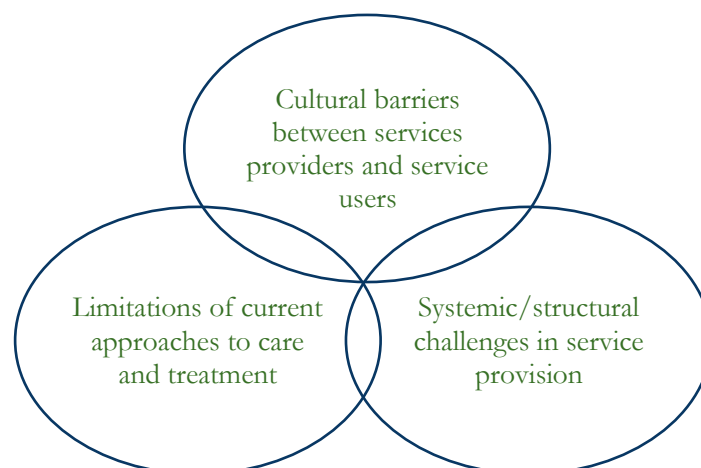 Cultural barriers
between services
providers and service
users
Limitations of current
approaches to care
and treatment
Systemic/structural
challenges in service
provision